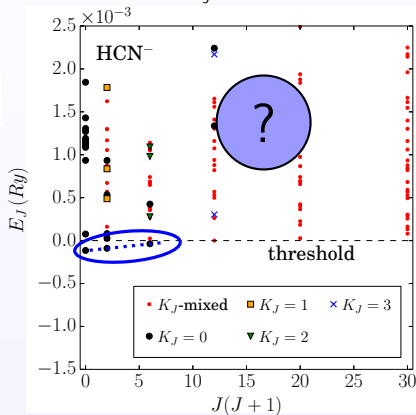 ×10⁻³
2.5
2.0
1.5
1.0
0.5
0.0
−0.5
−1.0
−1.5
E_J(Ry)
HCN⁻
?
threshold
K_J-mixed
K_J = 0
K_J = 1
K_J = 2
K_J = 3
0 5 10 15 20 25 30
J(J + 1)